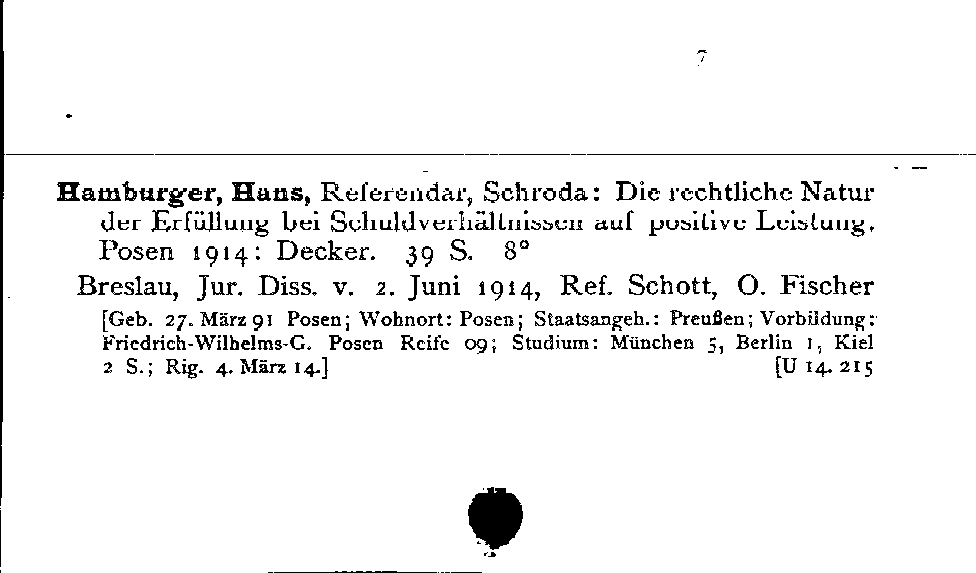 7
Hamburger, Hans, Referendar, Schroda: Die rechtliche Natur
der Erfüllung bei Schuldverhältnissen auf positive Leistung.
Posen 1914: Decker. 39 S. 8°
Breslau, Jur. Diss. v. 2. Juni 1914, Ref. Schott, O. Fischer
[Geb. 27. März 91 Posen; Wohnort: Posen; Staatsangeh.: Preußen; Vorbildung:
Friedrich-Wilhelms-G. Posen Reife 09; Studium: München 5, Berlin 1, Kiel
2 S.; Rig. 4. März 14.] [U 14. 215